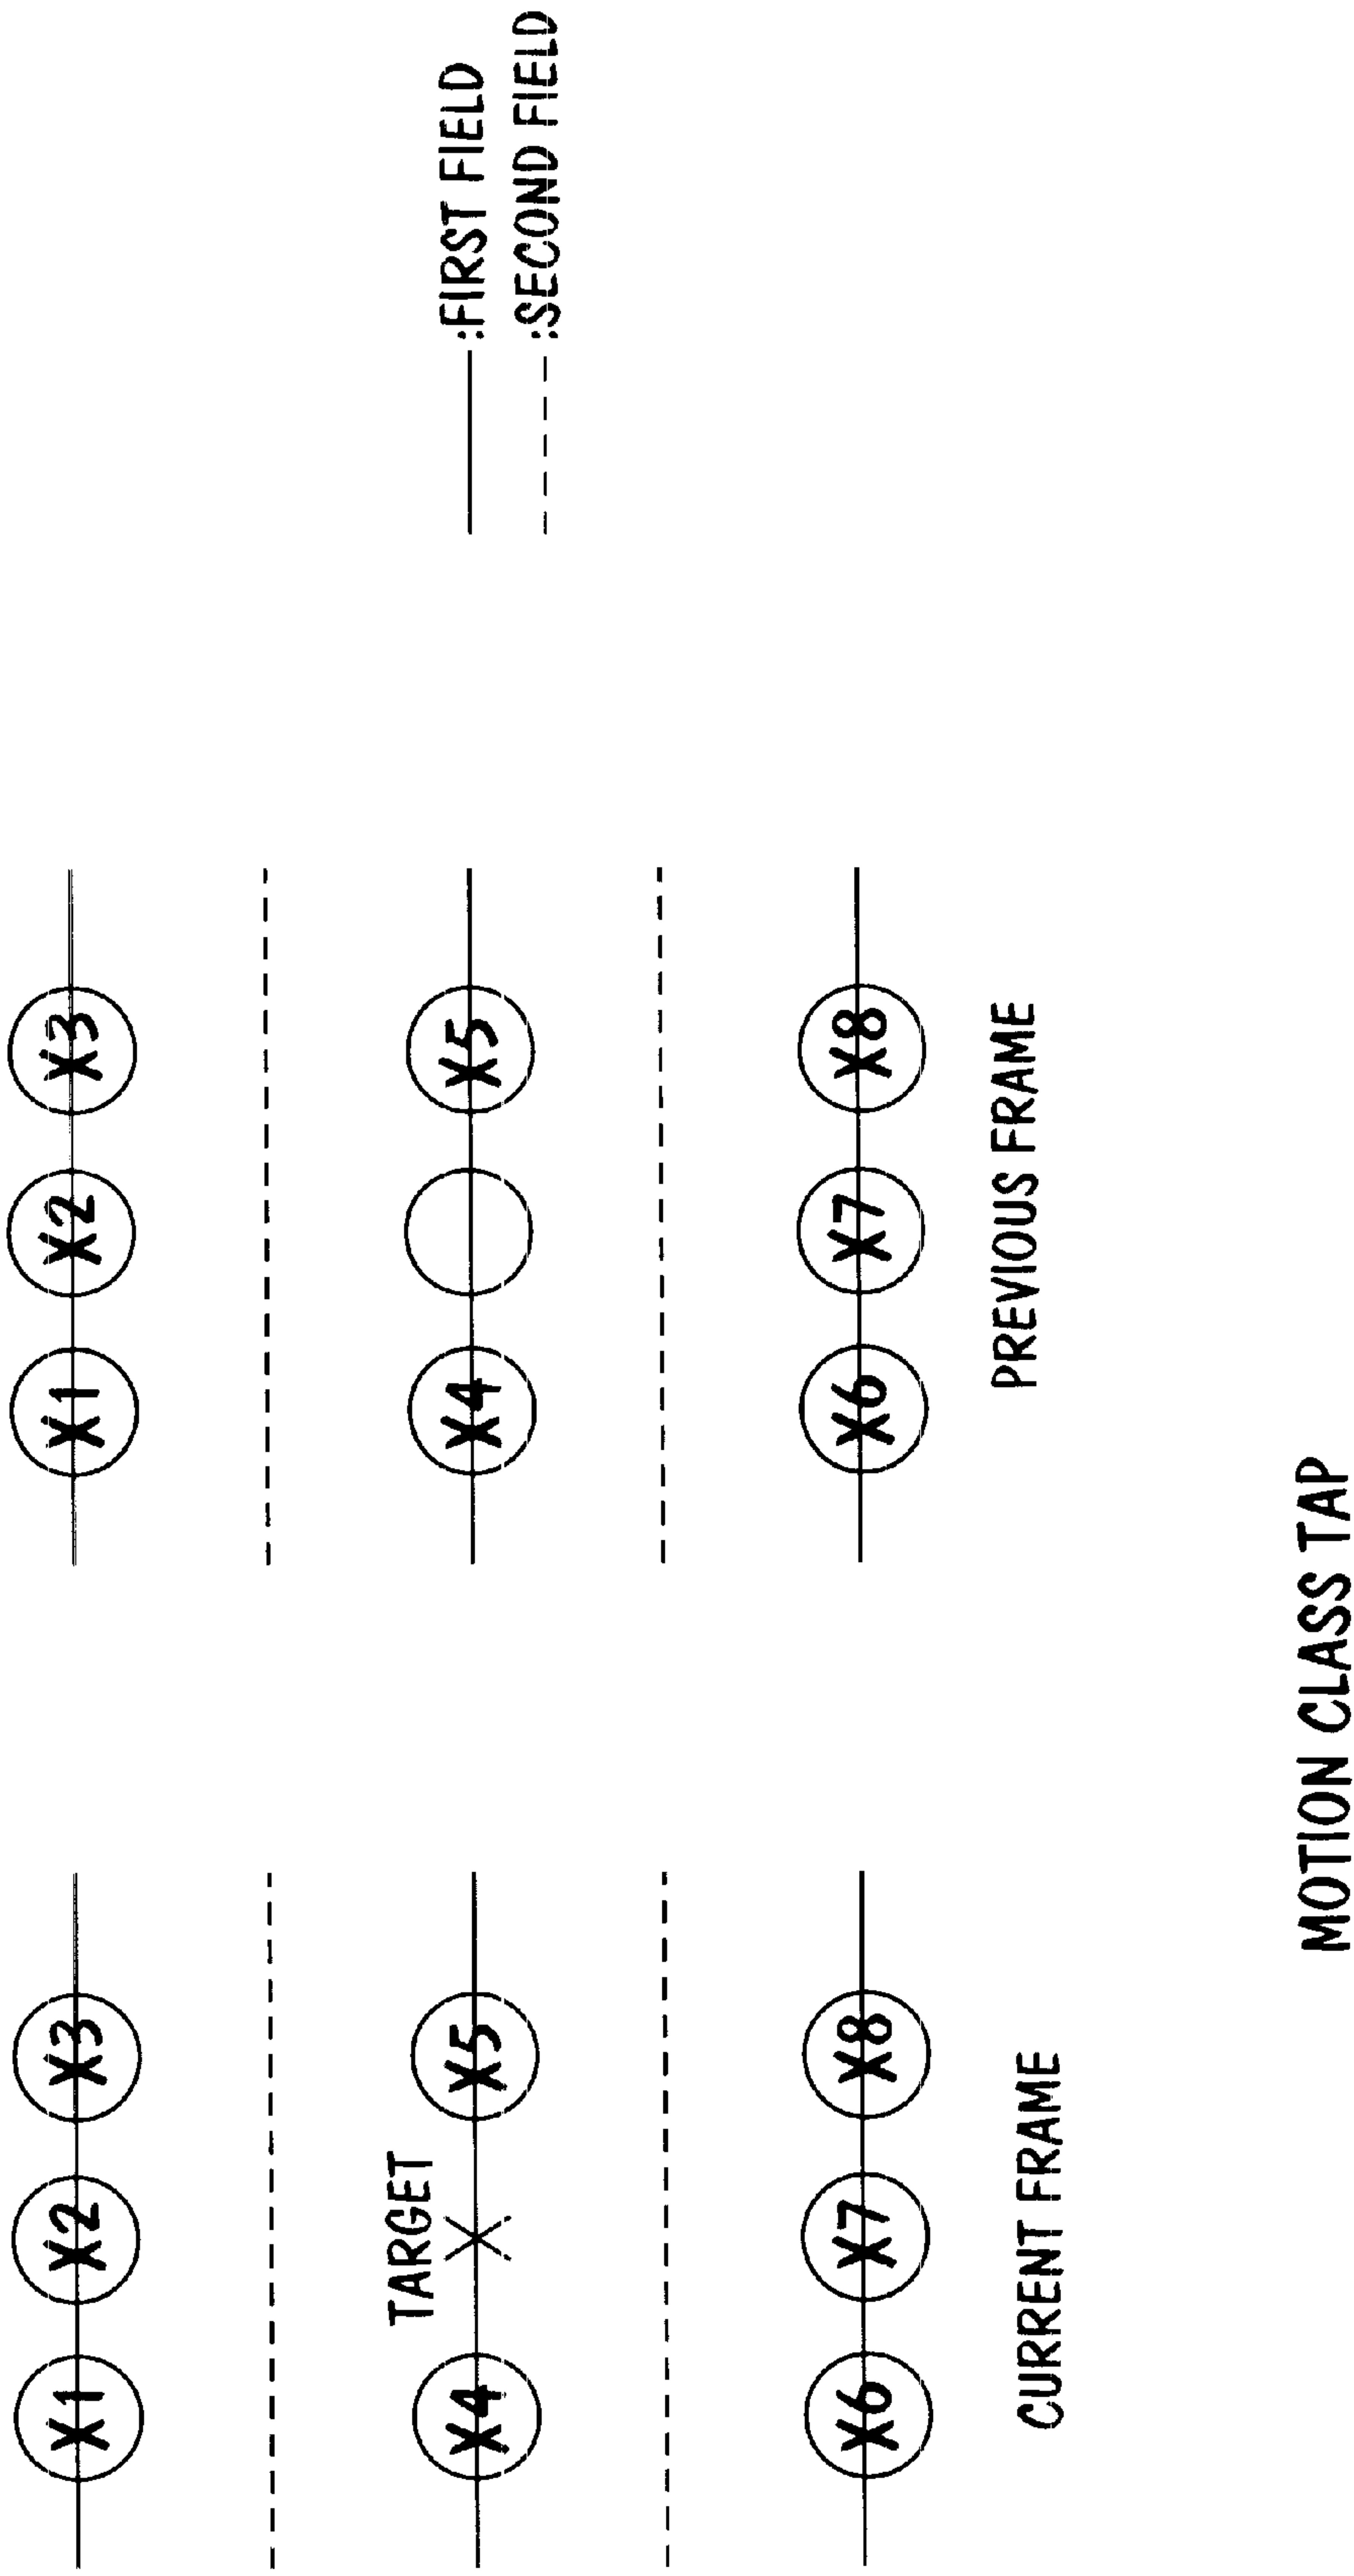 X1 X2 X3
X1 X2 X3
TARGET
X4 X5
X4 X5
:FIRST FIELD
:SECOND FIELD
X6 X7 X8
X6 X7 X8
CURRENT FRAME
PREVIOUS FRAME
MOTION CLASS TAP